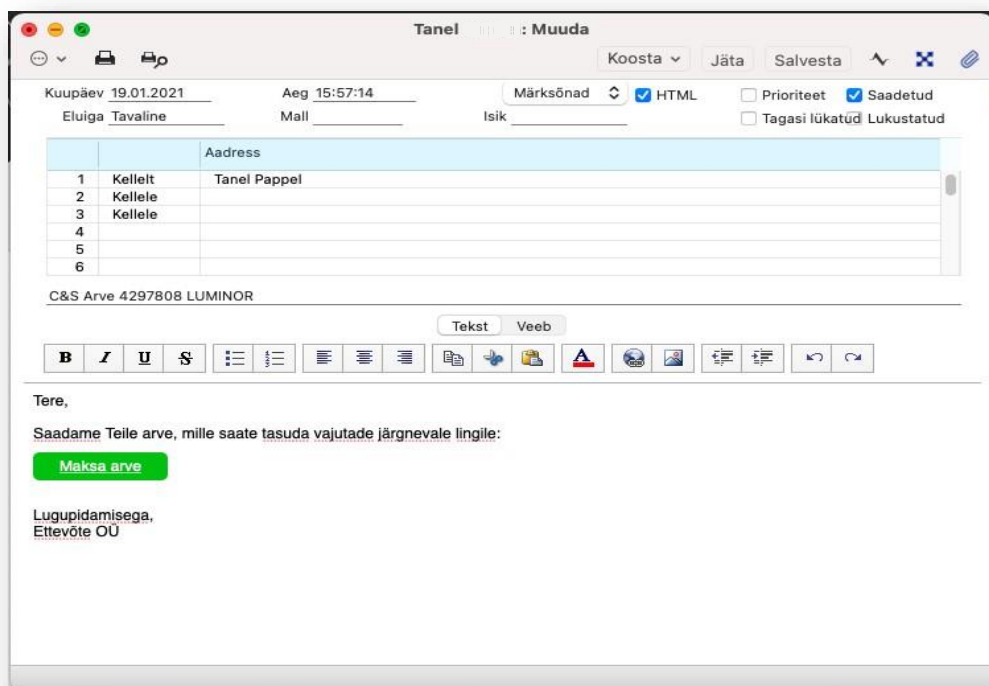 Tanel : Muuda
Koosta Jäta Salvesta
Kuupäev 19.01.2021 Aeg 15:57:14 Märksõnad HTML Prioriteet Saadetud
Eluiga Tavaline Mall Isik Tagasi lükatud Lukustatud
Aadress
1 Kellelt Tanel Pappel
2 Kellele
3 Kellele
4
5
6
C&S Arve 4297808 LUMINOR
Tekst Veeb
B I U S
Tere,
Saadame Teile arve, mille saate tasuda vajutade järgnevale lingile:
Maksa arve
Lugupidamisega,
Ettevõte OÜ